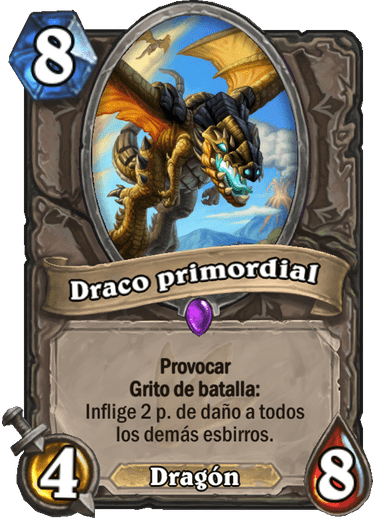 8
Draco primordial
Provocar
Grito de batalla:
Inflige 2 p. de daño a todos
los demás esbirros.
4
Dragón
8